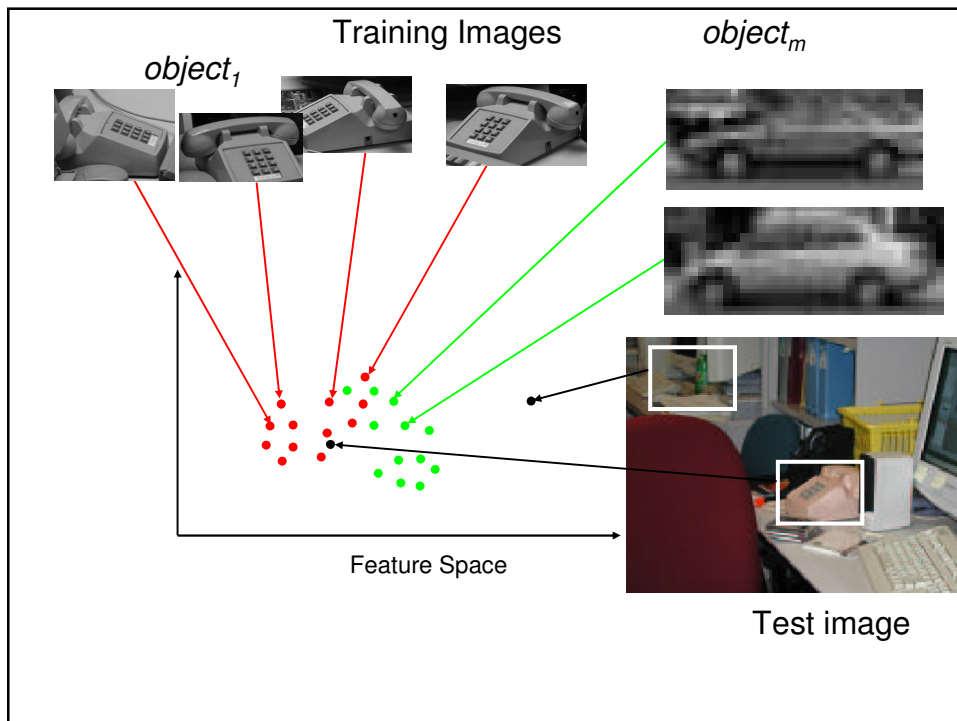 Training Images
object₁
objectₘ
Feature Space
Test image